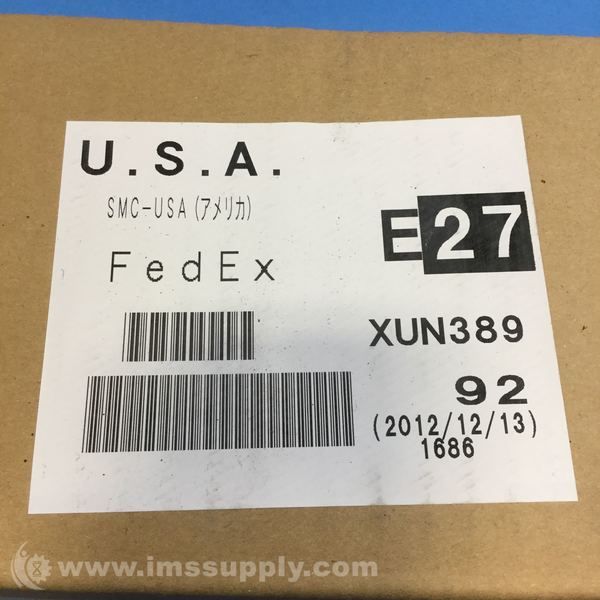 U.S.A.
SMC-USA(アメリカ)
E27
FedEx
XUN389
92
(2012/12/13)
1686
www.imssupply.com